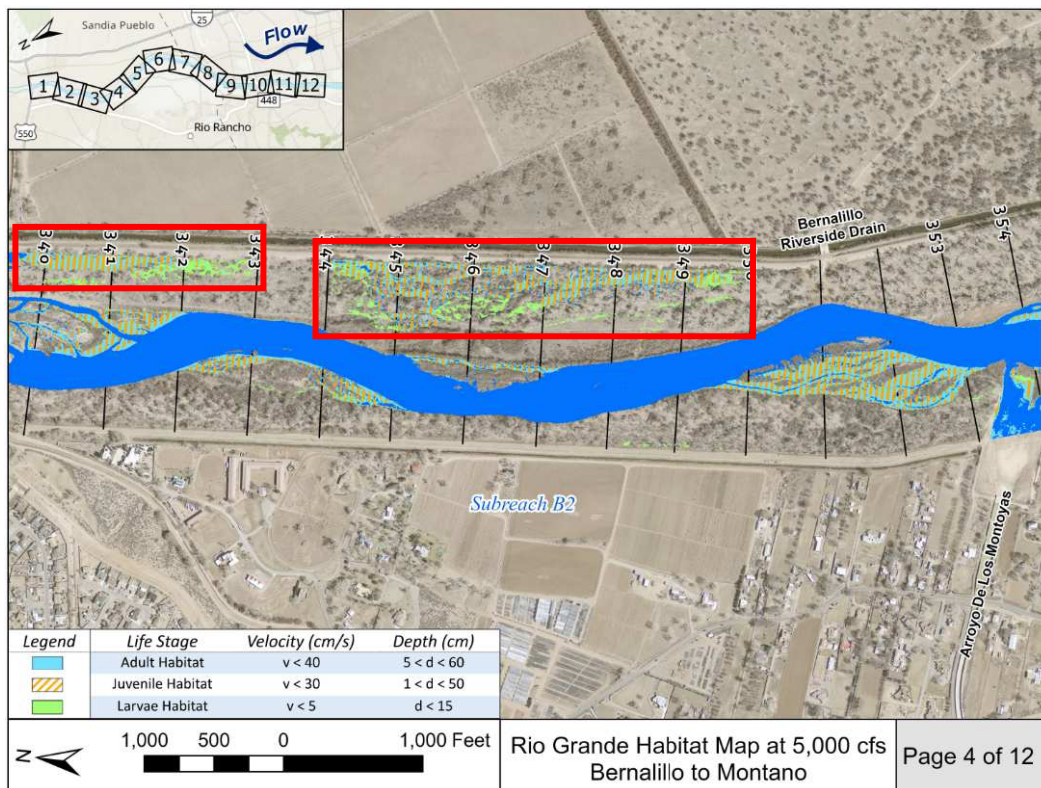 N
Sandia Pueblo
25
Flow
1 2 3 4 5 6 7 8 9 10 11 12
448
Rio Rancho
550
340 341 342 343 344 345 346 347 348 349 350
Bernalillo
Riverside Drain
353 354
Subreach B2
Arroyo De Los Montoyas
Legend Life Stage Velocity (cm/s) Depth (cm)
Adult Habitat v < 40 5 < d < 60
Juvenile Habitat v < 30 1 < d < 50
Larvae Habitat v < 5 d < 15
N
1,000 500 0 1,000 Feet
Rio Grande Habitat Map at 5,000 cfs
Bernalillo to Montano
Page 4 of 12